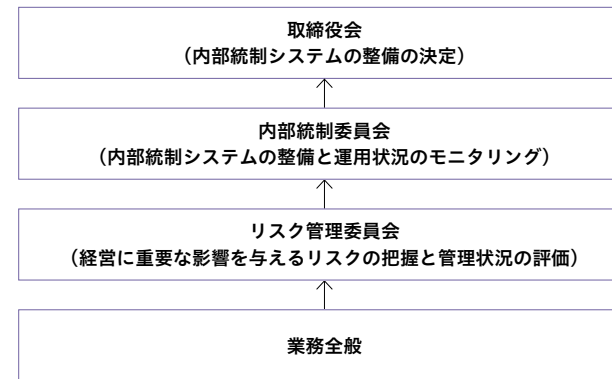 取締役会
（内部統制システムの整備の決定）
内部統制委員会
（内部統制システムの整備と運用状況のモニタリング）
リスク管理委員会
（経営に重要な影響を与えるリスクの把握と管理状況の評価）
業務全般